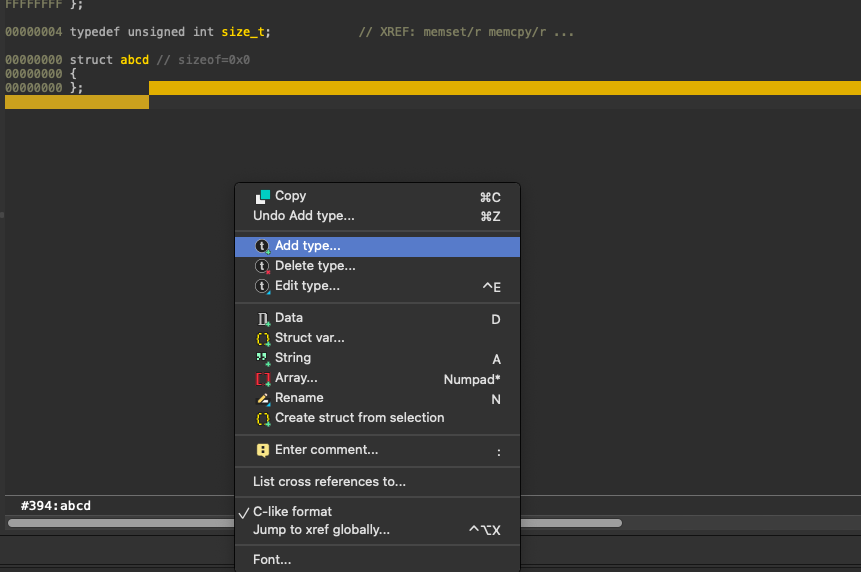 FFFFFFFF };
00000004 typedef unsigned int size_t; // XREF: memset/r memcpy/r ...
00000000 struct abcd // sizeof=0x0
00000000 {
00000000 };
Copy ⌘C
Undo Add type... ⌘Z
Add type...
Delete type...
Edit type... ^E
Data D
Struct var...
String A
Array... Numpad*
Rename N
Create struct from selection
Enter comment... :
List cross references to...
✓ C-like format
Jump to xref globally... ^⌥X
Font...
#394:abcd